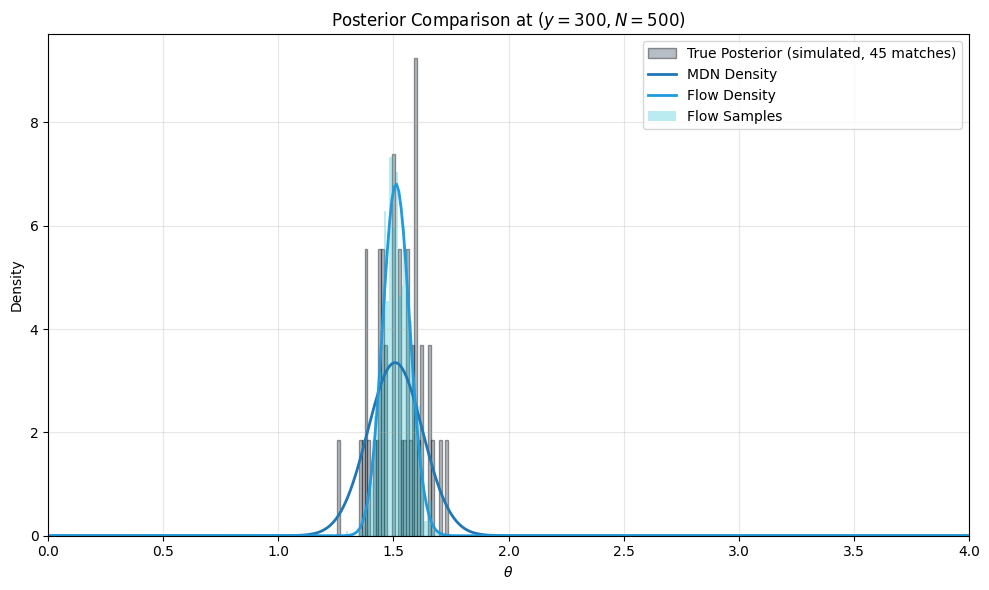 Posterior Comparison at (y = 300, N = 500)
True Posterior (simulated, 45 matches)
MDN Density
Flow Density
Flow Samples
Density
8
6
4
2
0
0.0 0.5 1.0 1.5 2.0 2.5 3.0 3.5 4.0
θ